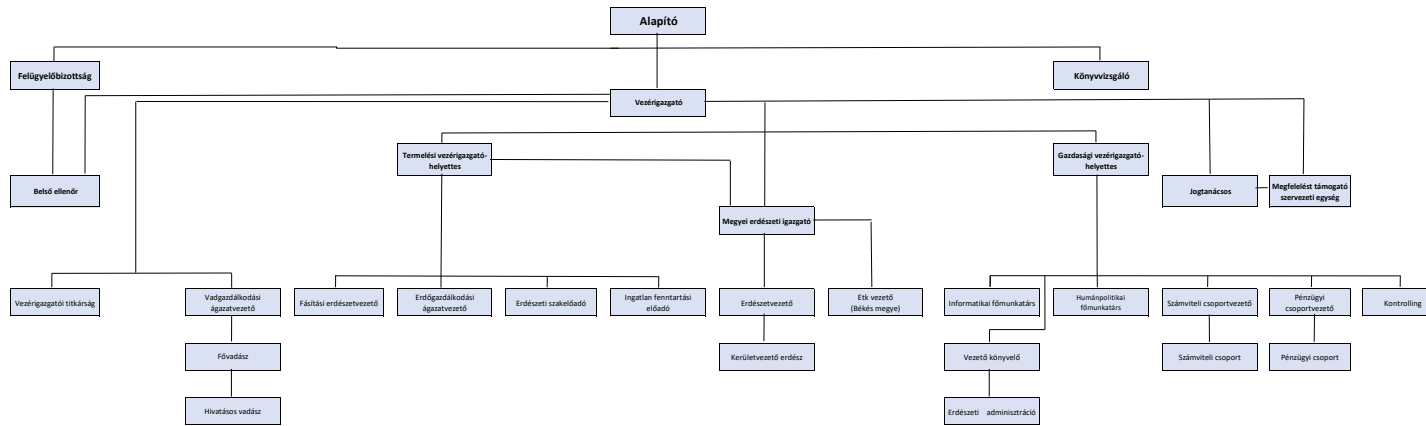 Alapító
Felügyelőbizottság
Könyvvizsgáló
Vezérigazgató
Termelési vezérigazgató-
helyettes
Gazdasági vezérigazgató-
helyettes
Belső ellenőr
Jogtanácsos
Megfelelést támogató
szervezeti egység
Megyei erdészeti igazgató
Vezérigazgatói titkárság
Vadgazdálkodási
ágazatvezető
Fásítási erdészetvezető
Erdőgazdálkodási
ágazatvezető
Erdészeti szakelőadó
Ingatlan fenntartási
előadó
Erdészetvezető
Etk vezető
(Békés megye)
Informatikai főmunkatárs
Humánpolitikai
főmunkatárs
Számviteli csoportvezető
Pénzügyi
csoportvezető
Kontrolling
Fővadász
Kerületvezető erdész
Vezető könyvelő
Számviteli csoport
Pénzügyi csoport
Hivatásos vadász
Erdészeti adminisztráció